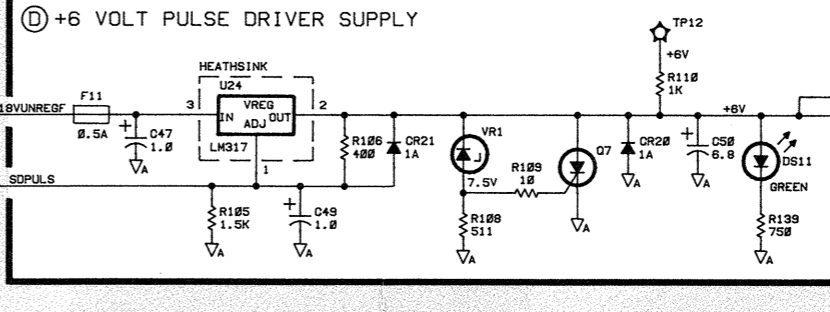 D +6 VOLT PULSE DRIVER SUPPLY
TP12
+6V
HEATHSINK
U24
R110
1K
F11
18VUNREGF
3
VREG
IN OUT
ADJ
2
+6V
0.5A
+
C47
1.0
A
LM317
1
R106
400
CR21
1A
VR1
7.5V
R109
10
Q7
CR20
1A
A
+
C50
6.8
A
DS11
GREEN
SDPULS
R105
1.5K
A
+
C49
1.0
A
R108
511
A
A
R139
750
A